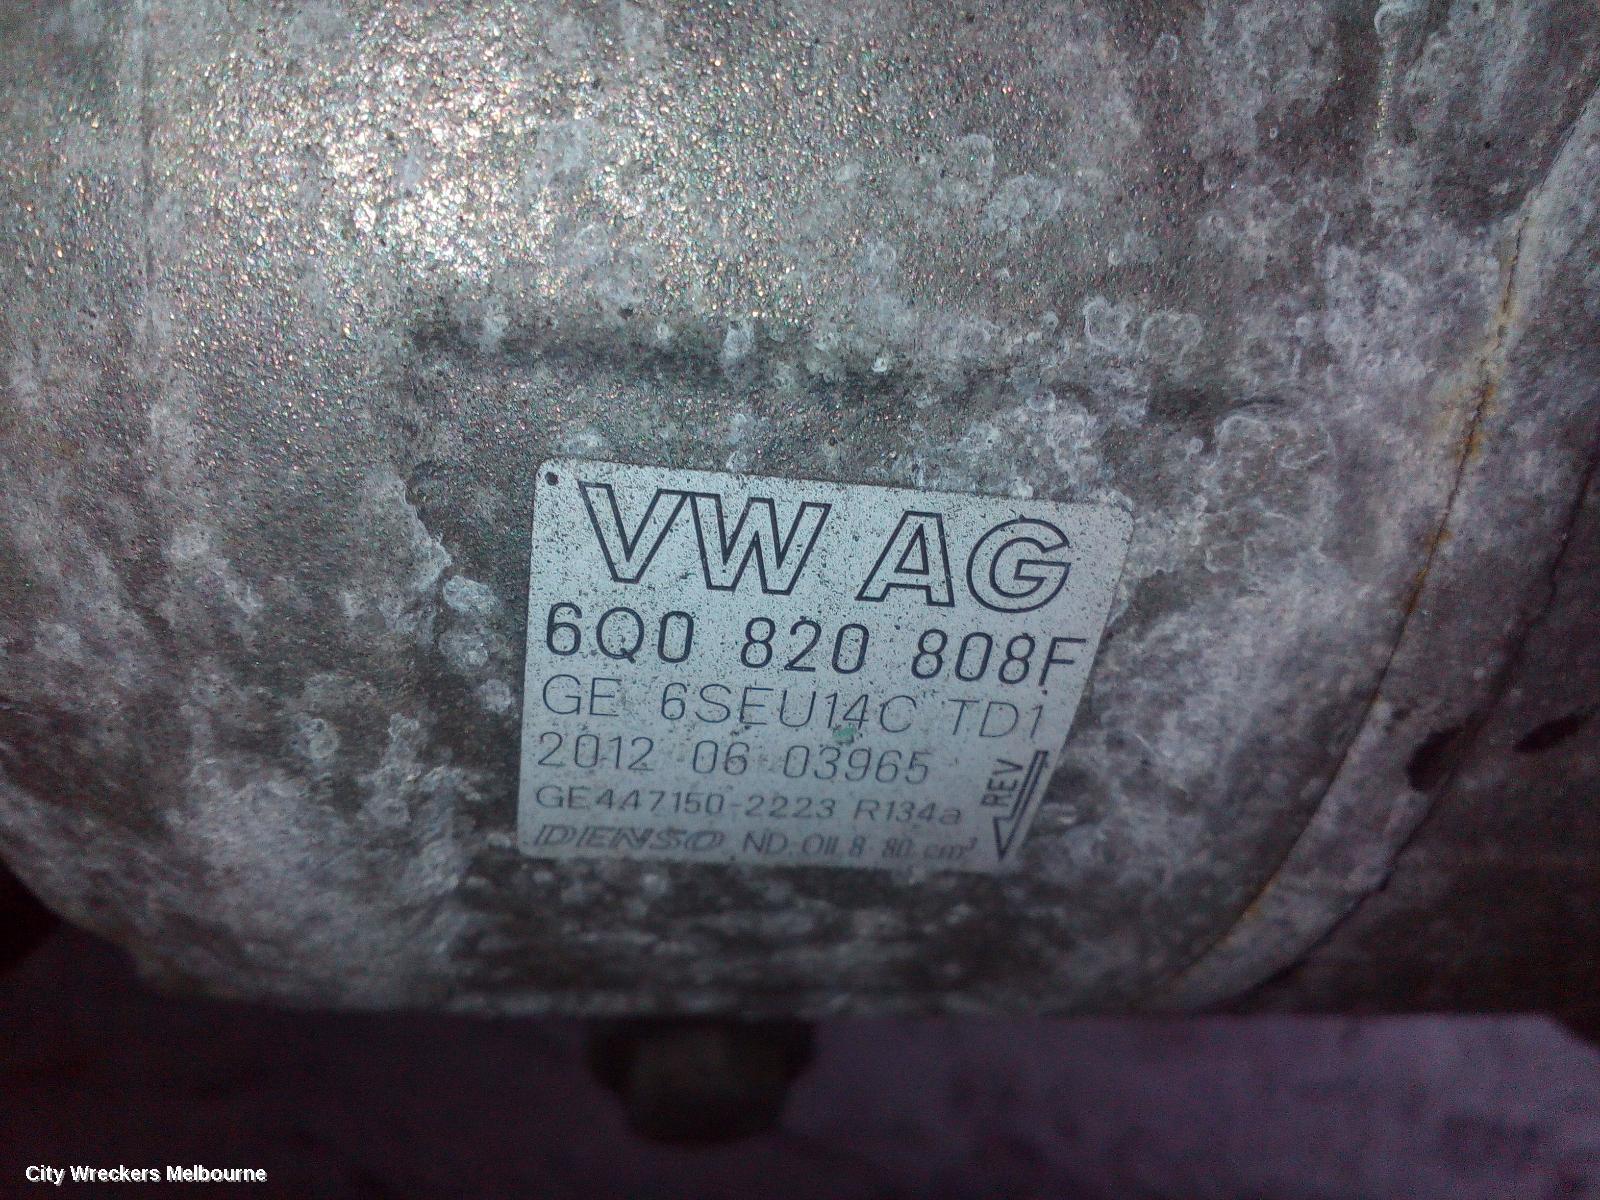 VW AG
6Q0 820 808F
GE 6SEU14C TD1
2012 06 03965
REV
GE447150-2223 R134a
DENSO ND.OIL 8 80 cm³
City Wreckers Melbourne